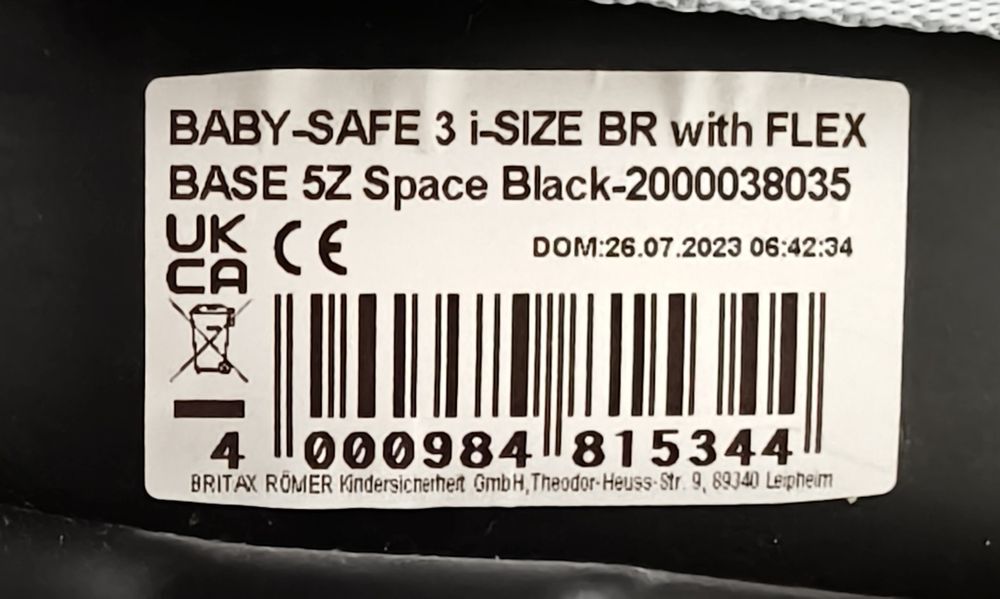 BABY-SAFE 3 i-SIZE BR with FLEX
BASE 5Z Space Black-2000038035
UK
CA
CE
DOM:26.07.2023 06:42:34
4 000984 815344
BRITAX RÖMER Kindersicherheit GmbH,Theodor-Heuss-Str. 9, 89340 Leipheim